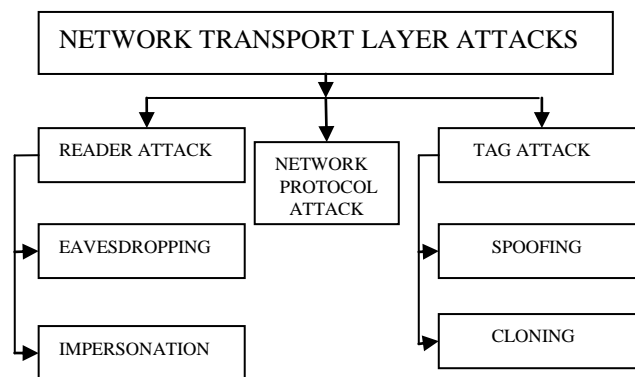 NETWORK TRANSPORT LAYER ATTACKS
READER ATTACK
NETWORK
PROTOCOL
ATTACK
TAG ATTACK
EAVESDROPPING
SPOOFING
IMPERSONATION
CLONING